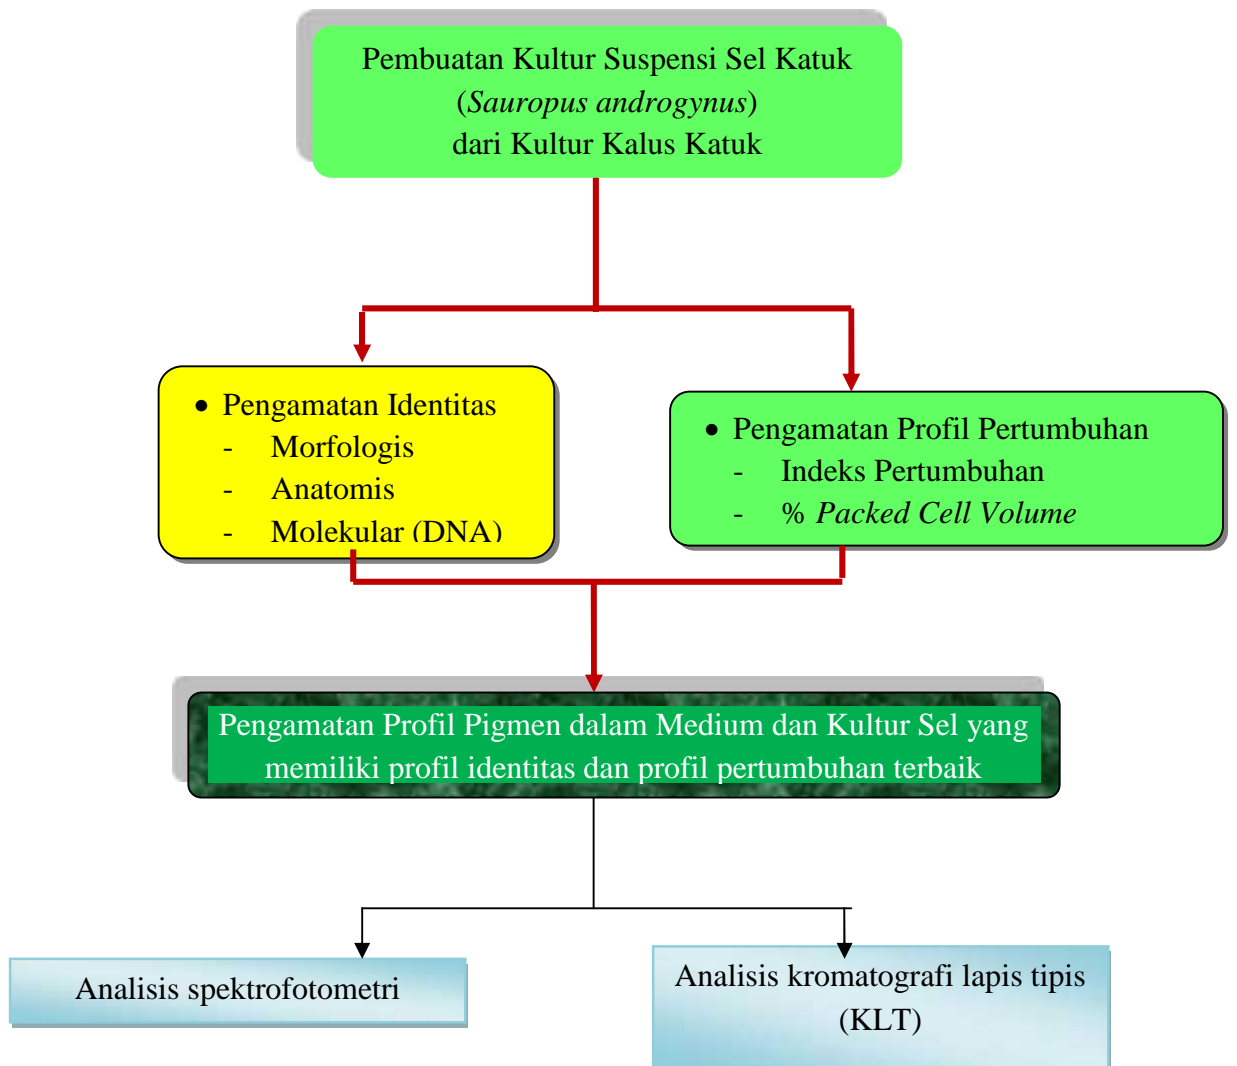 Pembuatan Kultur Suspensi Sel Katuk
(Sauropus androgynus)
dari Kultur Kalus Katuk
• Pengamatan Identitas
- Morfologis
- Anatomis
- Molekular (DNA)
• Pengamatan Profil Pertumbuhan
- Indeks Pertumbuhan
- % Packed Cell Volume
Pengamatan Profil Pigmen dalam Medium dan Kultur Sel yang
memiliki profil identitas dan profil pertumbuhan terbaik
Analisis spektrofotometri
Analisis kromatografi lapis tipis
(KLT)